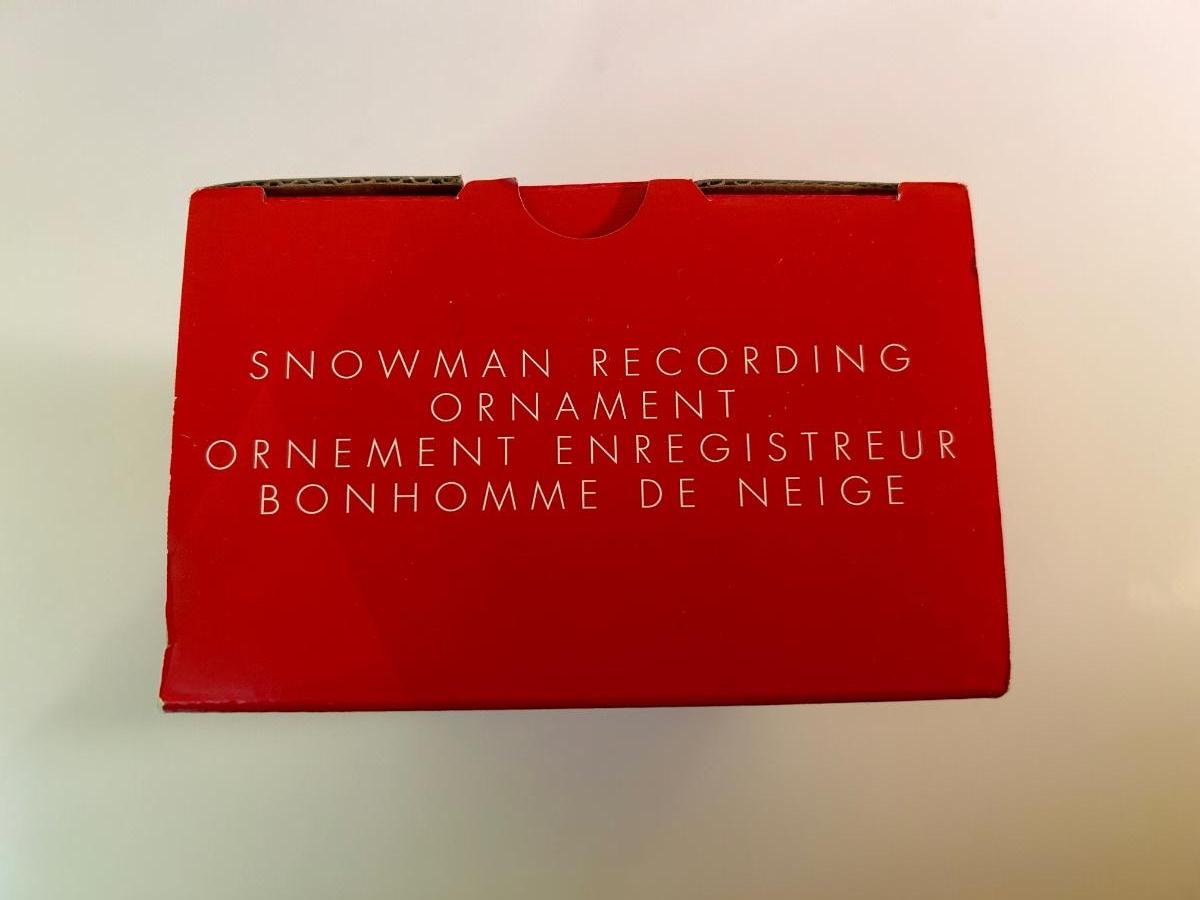 SNOWMAN RECORDING
ORNAMENT
ORNEMENT ENREGISTREUR
BONHOMME DE NEIGE